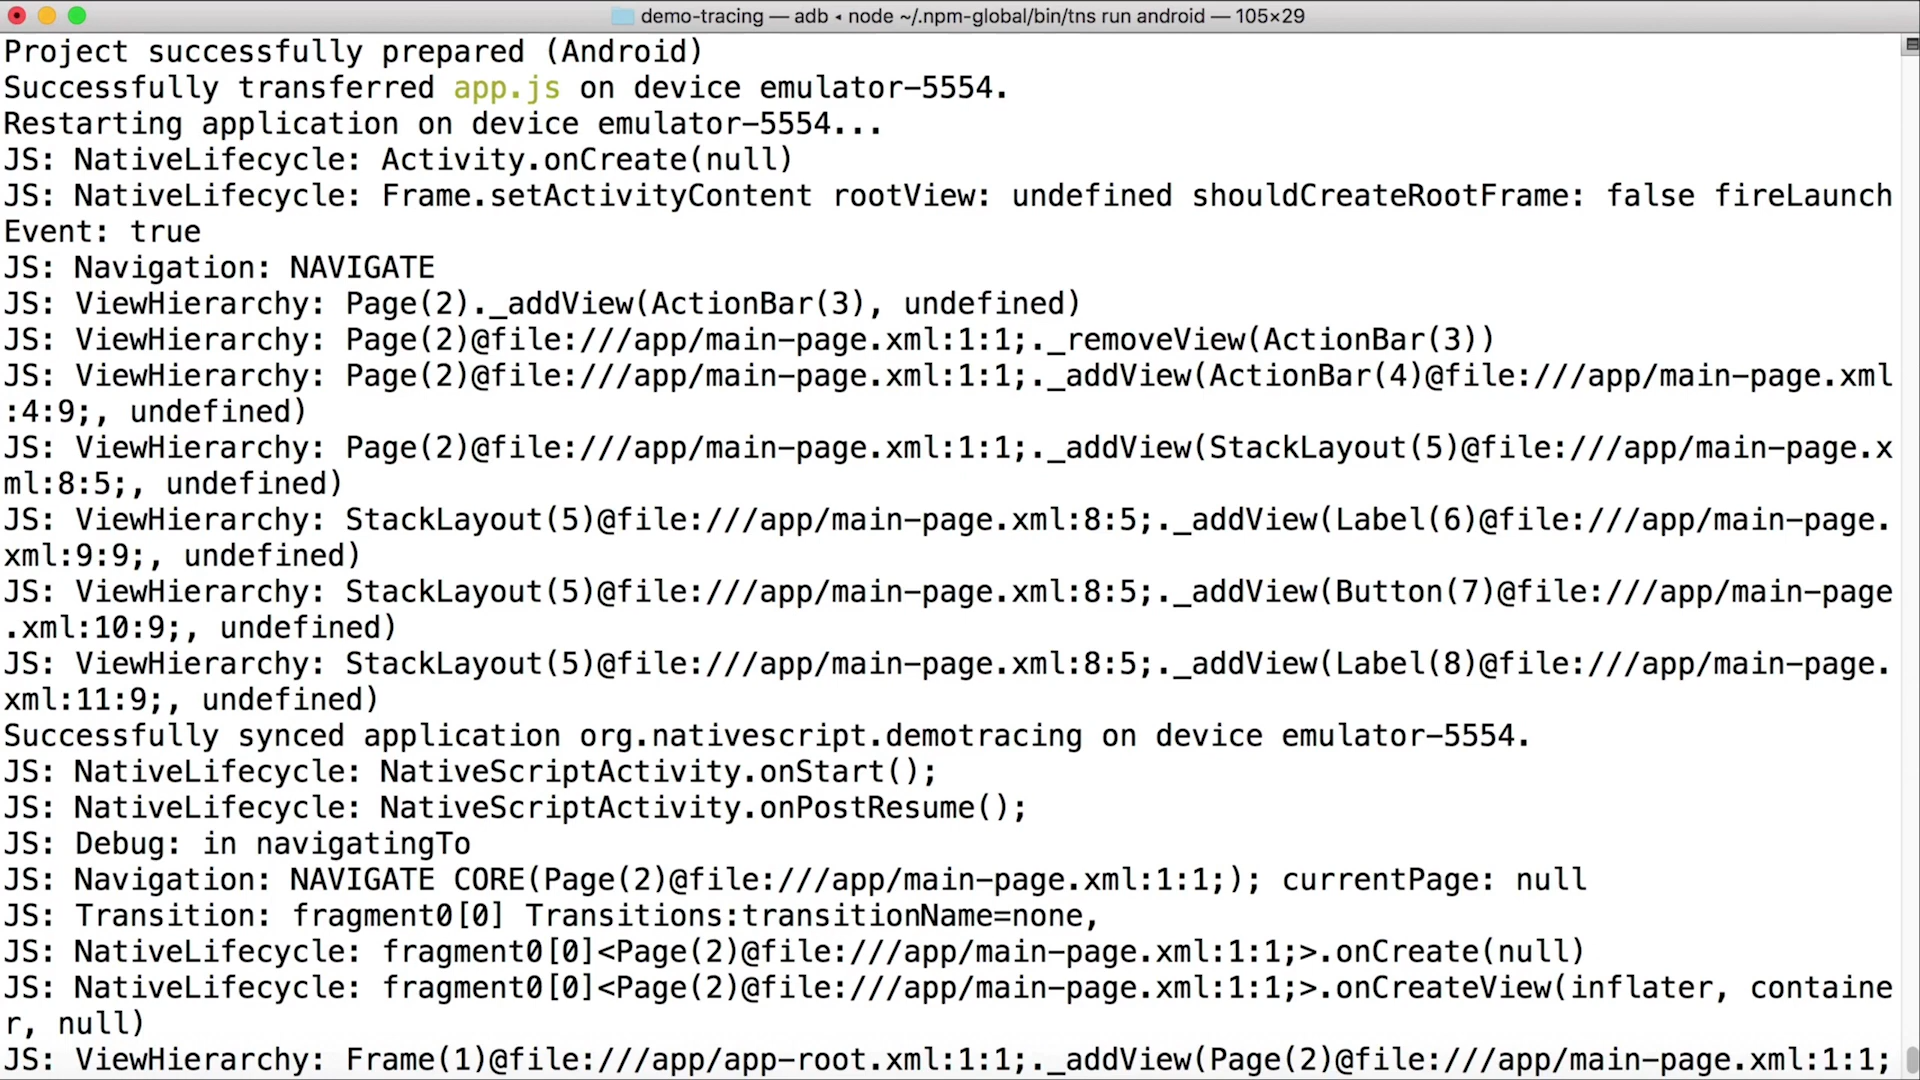 demo-tracing — adb ◂ node ~/.npm-global/bin/tns run android — 105×29
Project successfully prepared (Android)
Successfully transferred app.js on device emulator-5554.
Restarting application on device emulator-5554...
JS: NativeLifecycle: Activity.onCreate(null)
JS: NativeLifecycle: Frame.setActivityContent rootView: undefined shouldCreateRootFrame: false fireLaunch
Event: true
JS: Navigation: NAVIGATE
JS: ViewHierarchy: Page(2)._addView(ActionBar(3), undefined)
JS: ViewHierarchy: Page(2)@file:///app/main-page.xml:1:1;._removeView(ActionBar(3))
JS: ViewHierarchy: Page(2)@file:///app/main-page.xml:1:1;._addView(ActionBar(4)@file:///app/main-page.xml
:4:9;, undefined)
JS: ViewHierarchy: Page(2)@file:///app/main-page.xml:1:1;._addView(StackLayout(5)@file:///app/main-page.x
ml:8:5;, undefined)
JS: ViewHierarchy: StackLayout(5)@file:///app/main-page.xml:8:5;._addView(Label(6)@file:///app/main-page.
xml:9:9;, undefined)
JS: ViewHierarchy: StackLayout(5)@file:///app/main-page.xml:8:5;._addView(Button(7)@file:///app/main-page
.xml:10:9;, undefined)
JS: ViewHierarchy: StackLayout(5)@file:///app/main-page.xml:8:5;._addView(Label(8)@file:///app/main-page.
xml:11:9;, undefined)
Successfully synced application org.nativescript.demotracing on device emulator-5554.
JS: NativeLifecycle: NativeScriptActivity.onStart();
JS: NativeLifecycle: NativeScriptActivity.onPostResume();
JS: Debug: in navigatingTo
JS: Navigation: NAVIGATE CORE(Page(2)@file:///app/main-page.xml:1:1;); currentPage: null
JS: Transition: fragment0[0] Transitions:transitionName=none,
JS: NativeLifecycle: fragment0[0]<Page(2)@file:///app/main-page.xml:1:1;>.onCreate(null)
JS: NativeLifecycle: fragment0[0]<Page(2)@file:///app/main-page.xml:1:1;>.onCreateView(inflater, containe
r, null)
JS: ViewHierarchy: Frame(1)@file:///app/app-root.xml:1:1;._addView(Page(2)@file:///app/main-page.xml:1:1;